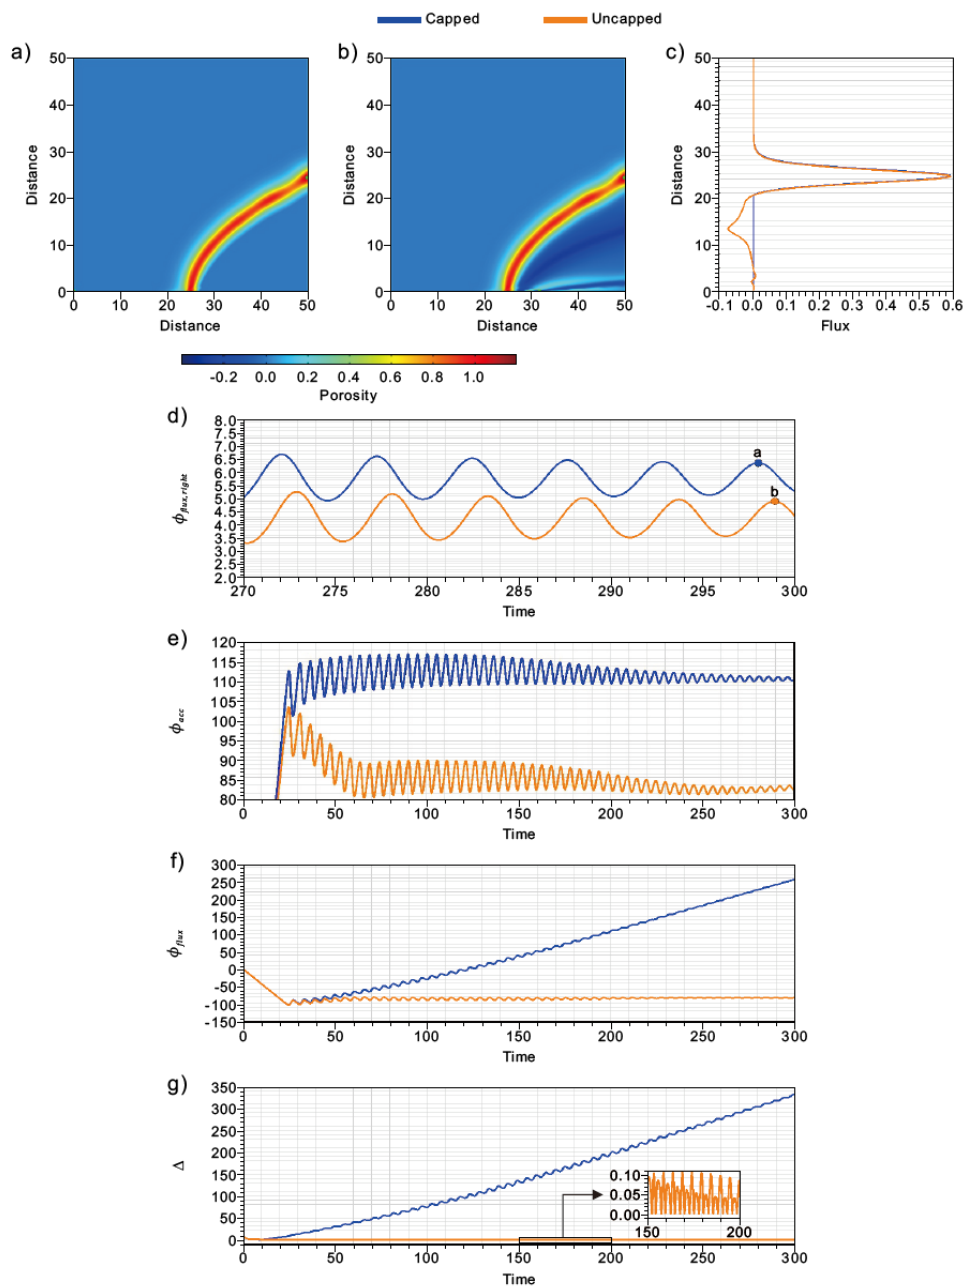 Capped Uncapped
a) b) c)
50 50 50
40 40 40
30 30 30
20 20 20
10 10 10
0 0 0
Distance Distance Distance
0 10 20 30 40 50 0 10 20 30 40 50 -0.1 0.0 0.1 0.2 0.3 0.4 0.5 0.6
Distance Distance Flux
-0.2 0.0 0.2 0.4 0.6 0.8 1.0
Porosity
d)
8.0
7.5
7.0
6.5
6.0
5.5
5.0
4.5
4.0
3.5
3.0
2.5
2.0
ϕflux,right
a
b
270 275 280 285 290 295 300
Time
e)
120
115
110
105
100
95
90
85
80
ϕacc
0 50 100 150 200 250 300
Time
f)
300
250
200
150
100
50
0
-50
-100
-150
ϕflux
0 50 100 150 200 250 300
Time
g)
350
300
250
200
150
100
50
0
Δ
0.10
0.05
0.00
150 200
0 50 100 150 200 250 300
Time